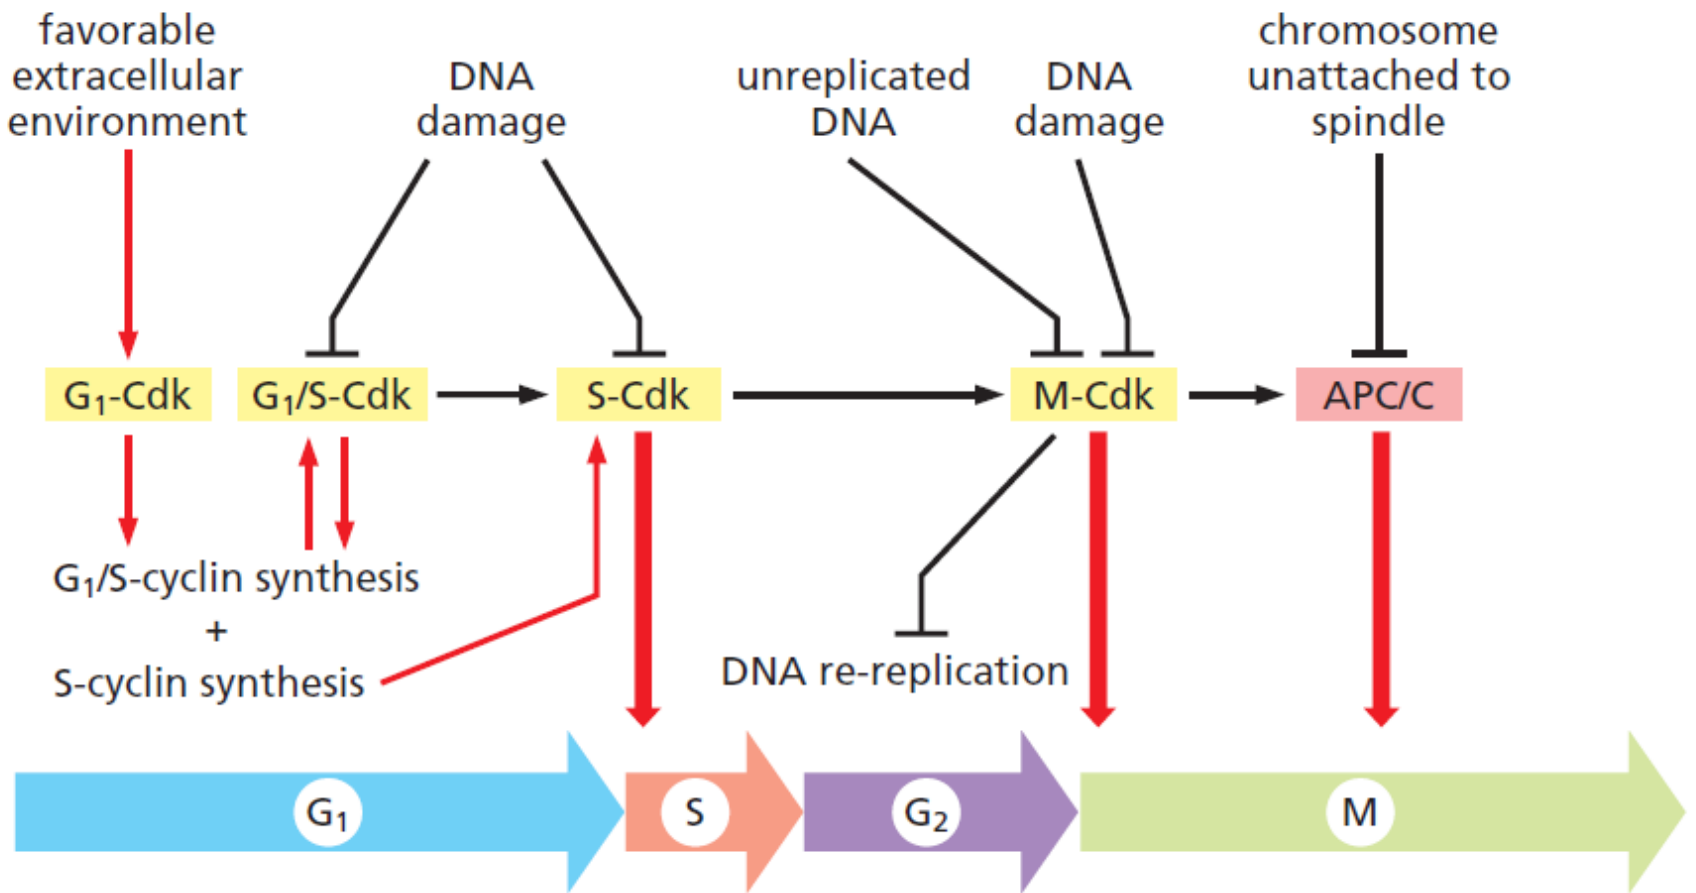 favorable
extracellular
environment
DNA
damage
unreplicated
DNA
DNA
damage
chromosome
unattached to
spindle
G₁-Cdk
G₁/S-Cdk
S-Cdk
M-Cdk
APC/C
G₁/S-cyclin synthesis
+
S-cyclin synthesis
DNA re-replication
G₁
S
G₂
M